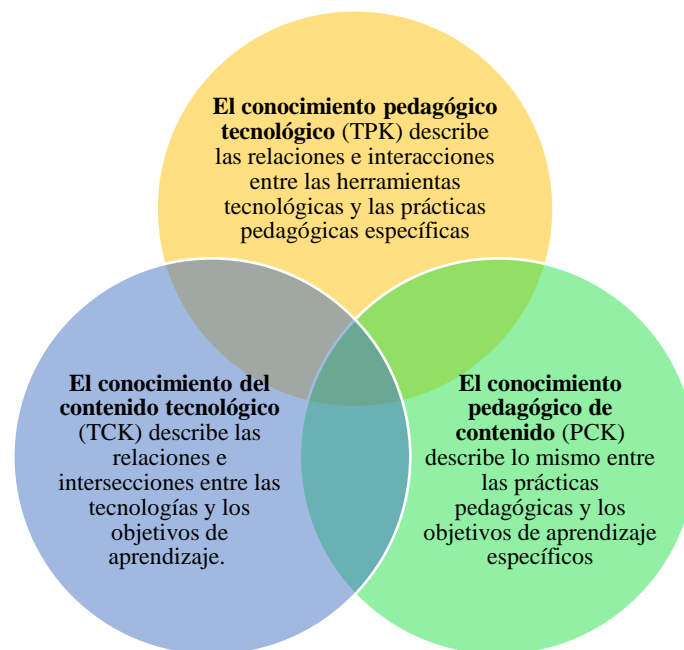 El conocimiento pedagógico
tecnológico (TPK) describe
las relaciones e interacciones
entre las herramientas
tecnológicas y las prácticas
pedagógicas específicas
El conocimiento del
contenido tecnológico
(TCK) describe las
relaciones e
intersecciones entre las
tecnologías y los
objetivos de
aprendizaje.
El conocimiento
pedagógico de
contenido (PCK)
describe lo mismo entre
las prácticas
pedagógicas y los
objetivos de aprendizaje
específicos